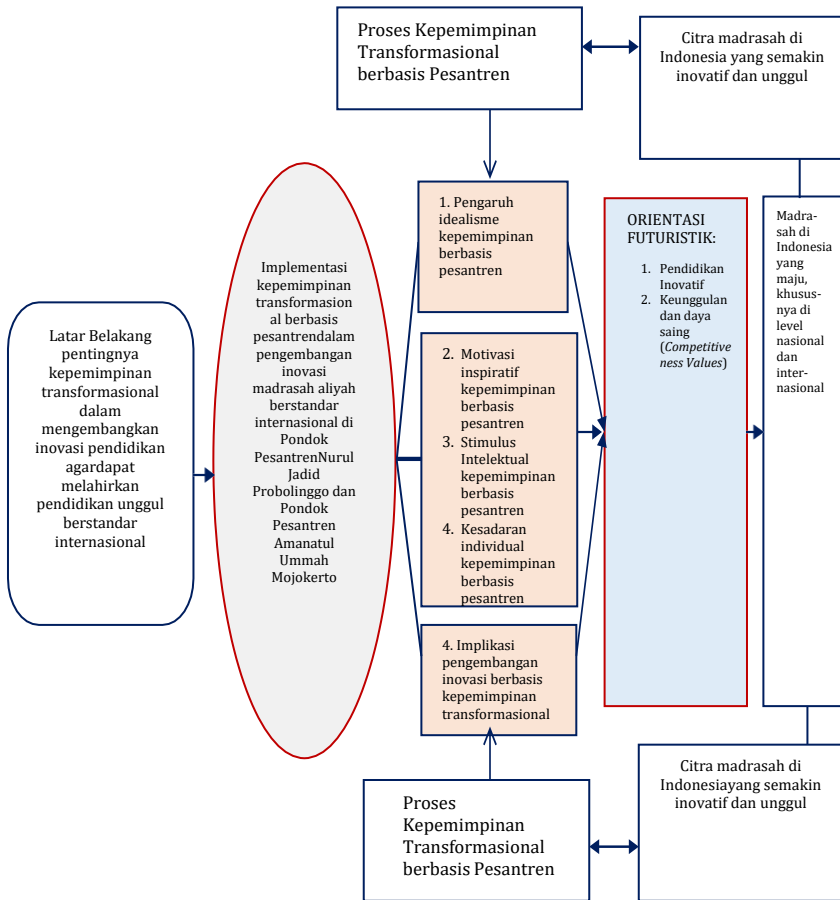 Proses Kepemimpinan
Transformasional
berbasis Pesantren
Citra madrasah di
Indonesia yang semakin
inovatif dan unggul
Latar Belakang
pentingnya
kepemimpinan
transformasional
dalam
mengembangkan
inovasi pendidikan
agardapat
melahirkan
pendidikan unggul
berstandar
internasional
Implementasi
kepemimpinan
transformasion
al berbasis
pesantrendalam
pengembangan
inovasi
madrasah aliyah
berstandar
internasional di
Pondok
PesantrenNurul
Jadid
Probolinggo dan
Pondok
Pesantren
Amanatul
Ummah
Mojokerto
1. Pengaruh
idealisme
kepemimpinan
berbasis
pesantren
2. Motivasi
inspiratif
kepemimpinan
berbasis
pesantren
3. Stimulus
Intelektual
kepemimpinan
berbasis
pesantren
4. Kesadaran
individual
kepemimpinan
berbasis
pesantren
4. Implikasi
pengembangan
inovasi berbasis
kepemimpinan
transformasional
ORIENTASI
FUTURISTIK:
1. Pendidikan
Inovatif
2. Keunggulan
dan daya
saing
(Competitive
ness Values)
Mad­ra-
sah di
Indonesia
yang
maju,
khusus-
nya di
level
nasional
dan
inter-
nasional
Proses
Kepemimpinan
Transformasional
berbasis Pesantren
Citra madrasah di
Indonesiayang semakin
inovatif dan unggul